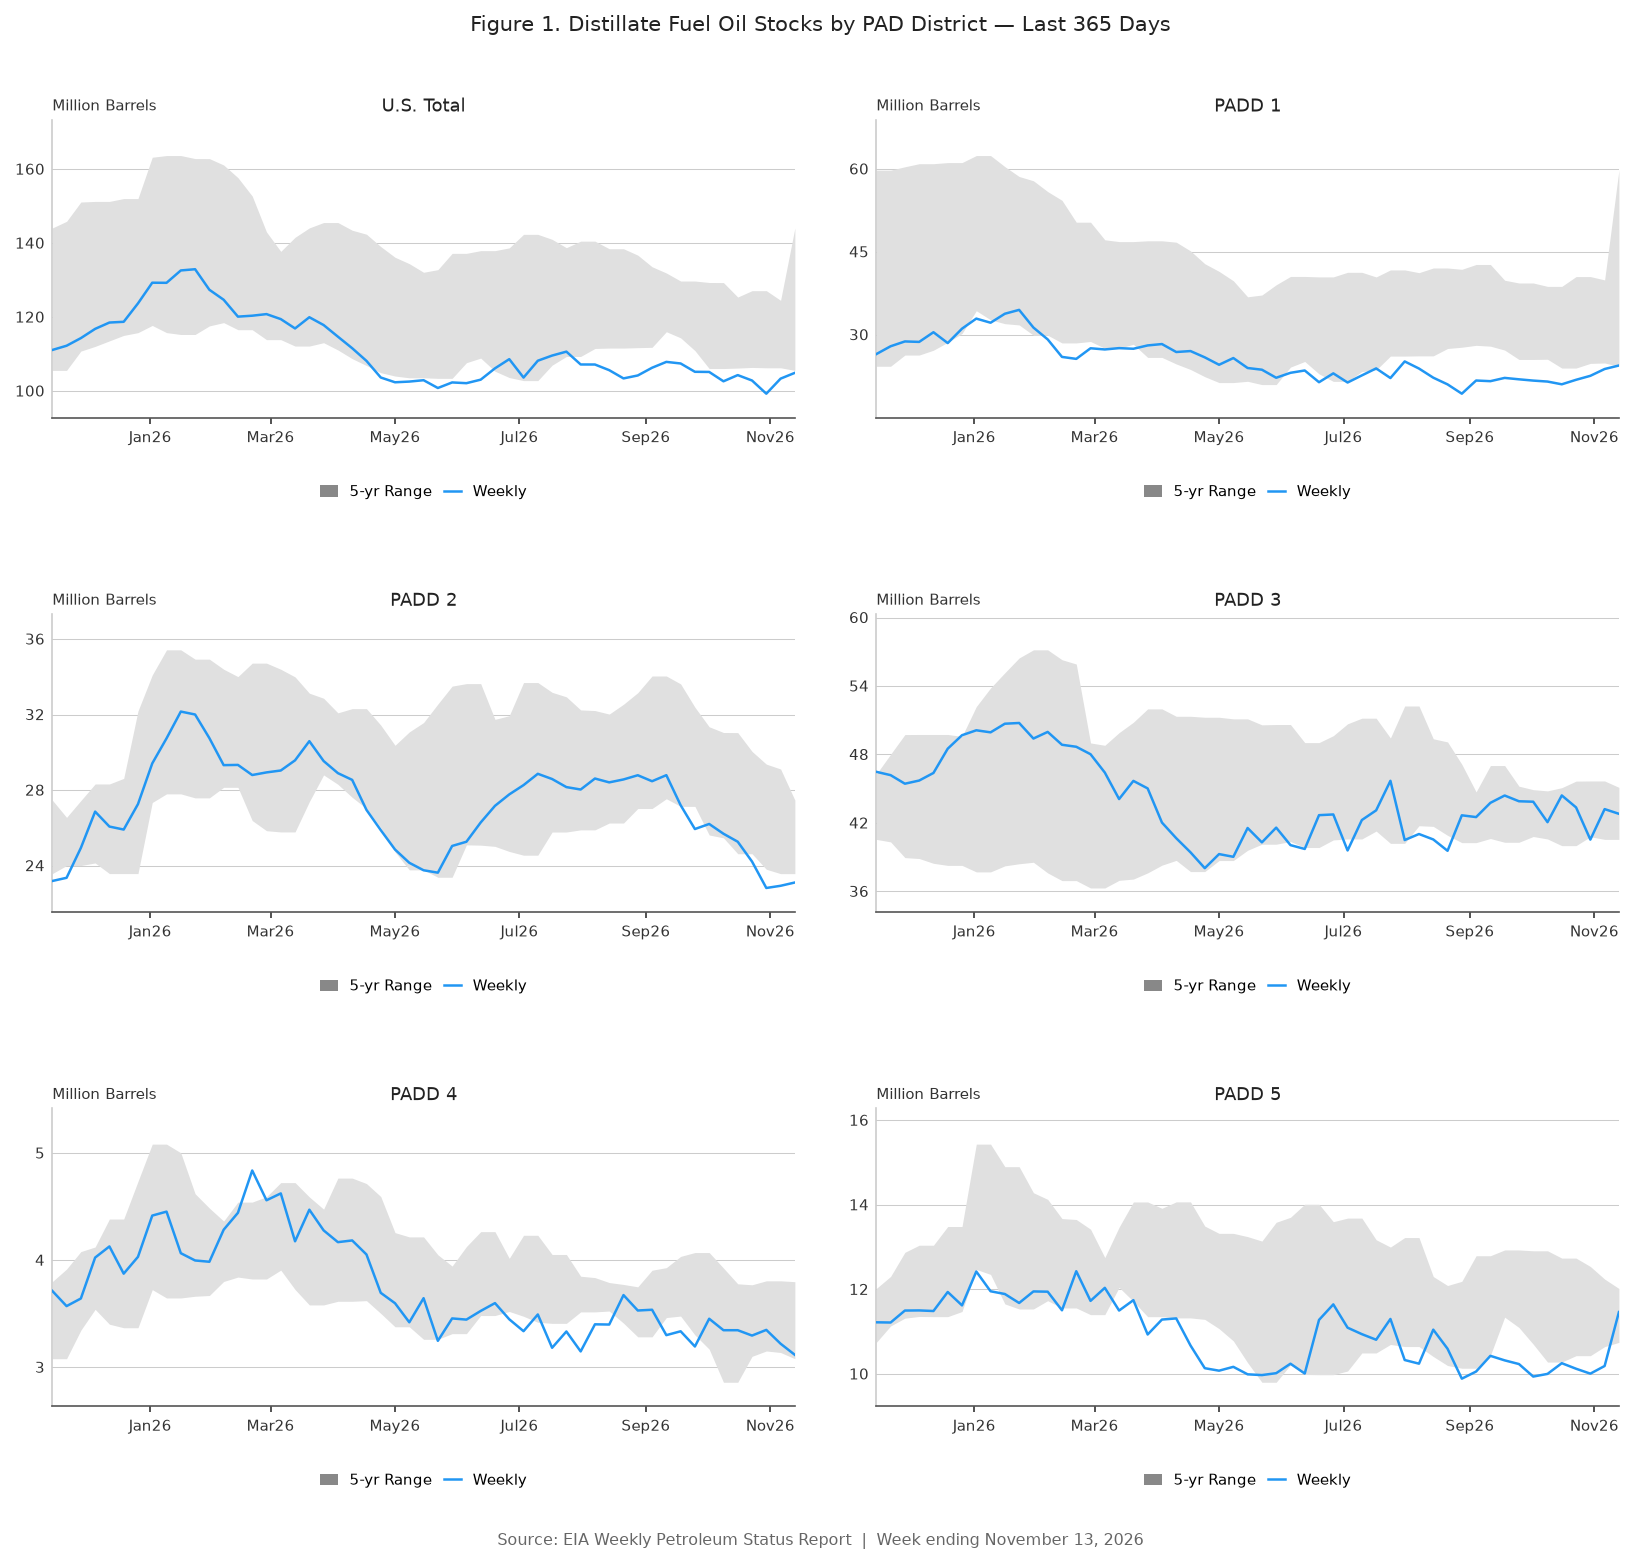 Figure 1. Distillate Fuel Oil Stocks by PAD District — Last 365 Days
Million Barrels
U.S. Total
160
140
120
100
Jan26 Mar26 May26 Jul26 Sep26 Nov26
5-yr Range Weekly
Million Barrels
PADD 1
60
45
30
Jan26 Mar26 May26 Jul26 Sep26 Nov26
5-yr Range Weekly
Million Barrels
PADD 2
36
32
28
24
Jan26 Mar26 May26 Jul26 Sep26 Nov26
5-yr Range Weekly
Million Barrels
PADD 3
60
54
48
42
36
Jan26 Mar26 May26 Jul26 Sep26 Nov26
5-yr Range Weekly
Million Barrels
PADD 4
5
4
3
Jan26 Mar26 May26 Jul26 Sep26 Nov26
5-yr Range Weekly
Million Barrels
PADD 5
16
14
12
10
Jan26 Mar26 May26 Jul26 Sep26 Nov26
5-yr Range Weekly
Source: EIA Weekly Petroleum Status Report | Week ending November 13, 2026